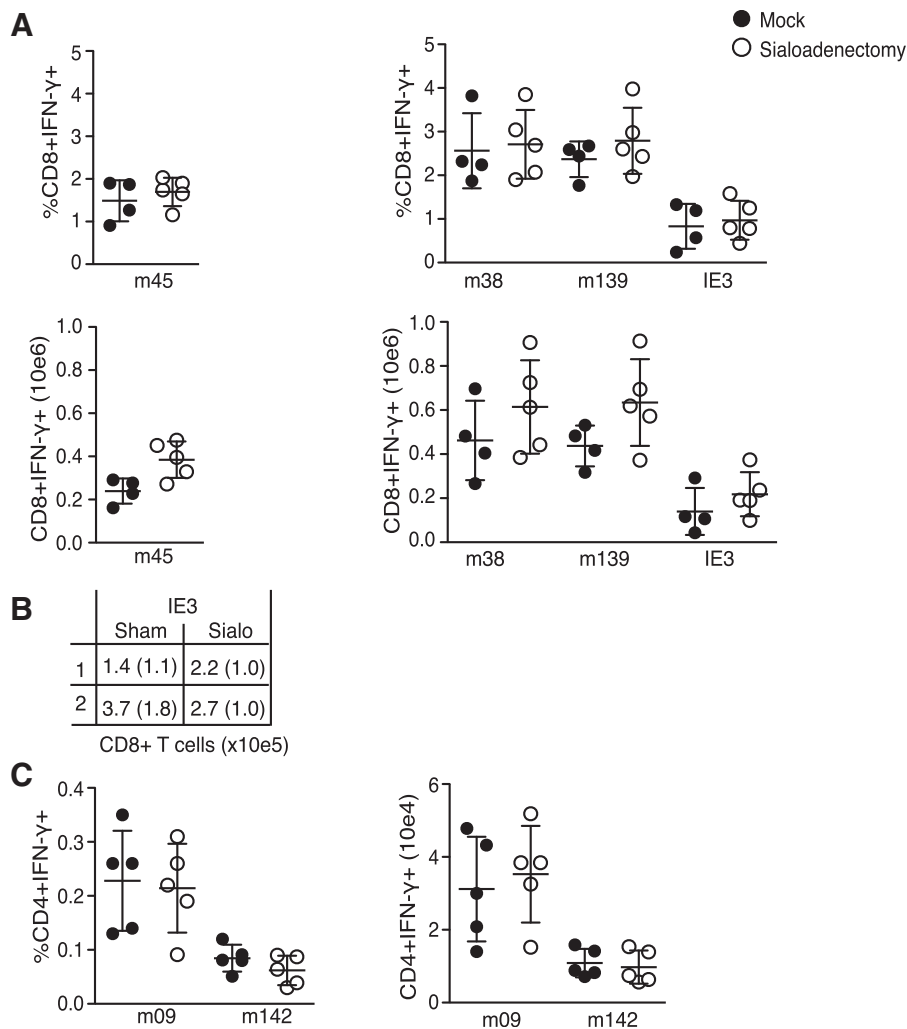 A
Mock
Sialoadenectomy
%CD8+IFN-γ+
5
4
3
2
1
0
m45
%CD8+IFN-γ+
5
4
3
2
1
0
m38 m139 IE3
CD8+IFN-γ+ (10e6)
1.0
0.8
0.6
0.4
0.2
0.0
m45
CD8+IFN-γ+ (10e6)
1.0
0.8
0.6
0.4
0.2
0.0
m38 m139 IE3
B
IE3
Sham Sialo
1 1.4 (1.1) 2.2 (1.0)
2 3.7 (1.8) 2.7 (1.0)
CD8+ T cells (x10e5)
C
%CD4+IFN-γ+
0.4
0.3
0.2
0.1
0.0
m09 m142
CD4+IFN-γ+ (10e4)
6
4
2
0
m09 m142